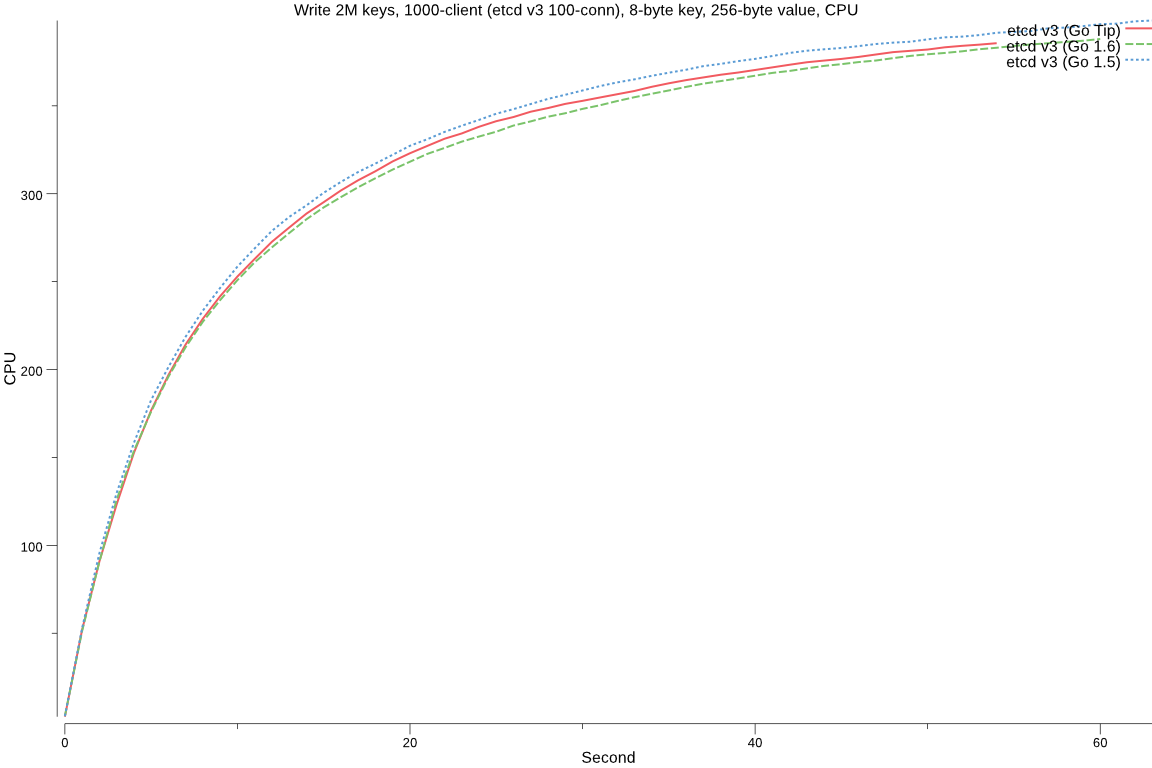 Write 2M keys, 1000-client (etcd v3 100-conn), 8-byte key, 256-byte value, CPU
etcd v3 (Go Tip)
etcd v3 (Go 1.6)
etcd v3 (Go 1.5)
300
200
100
CPU
0
20
40
60
Second